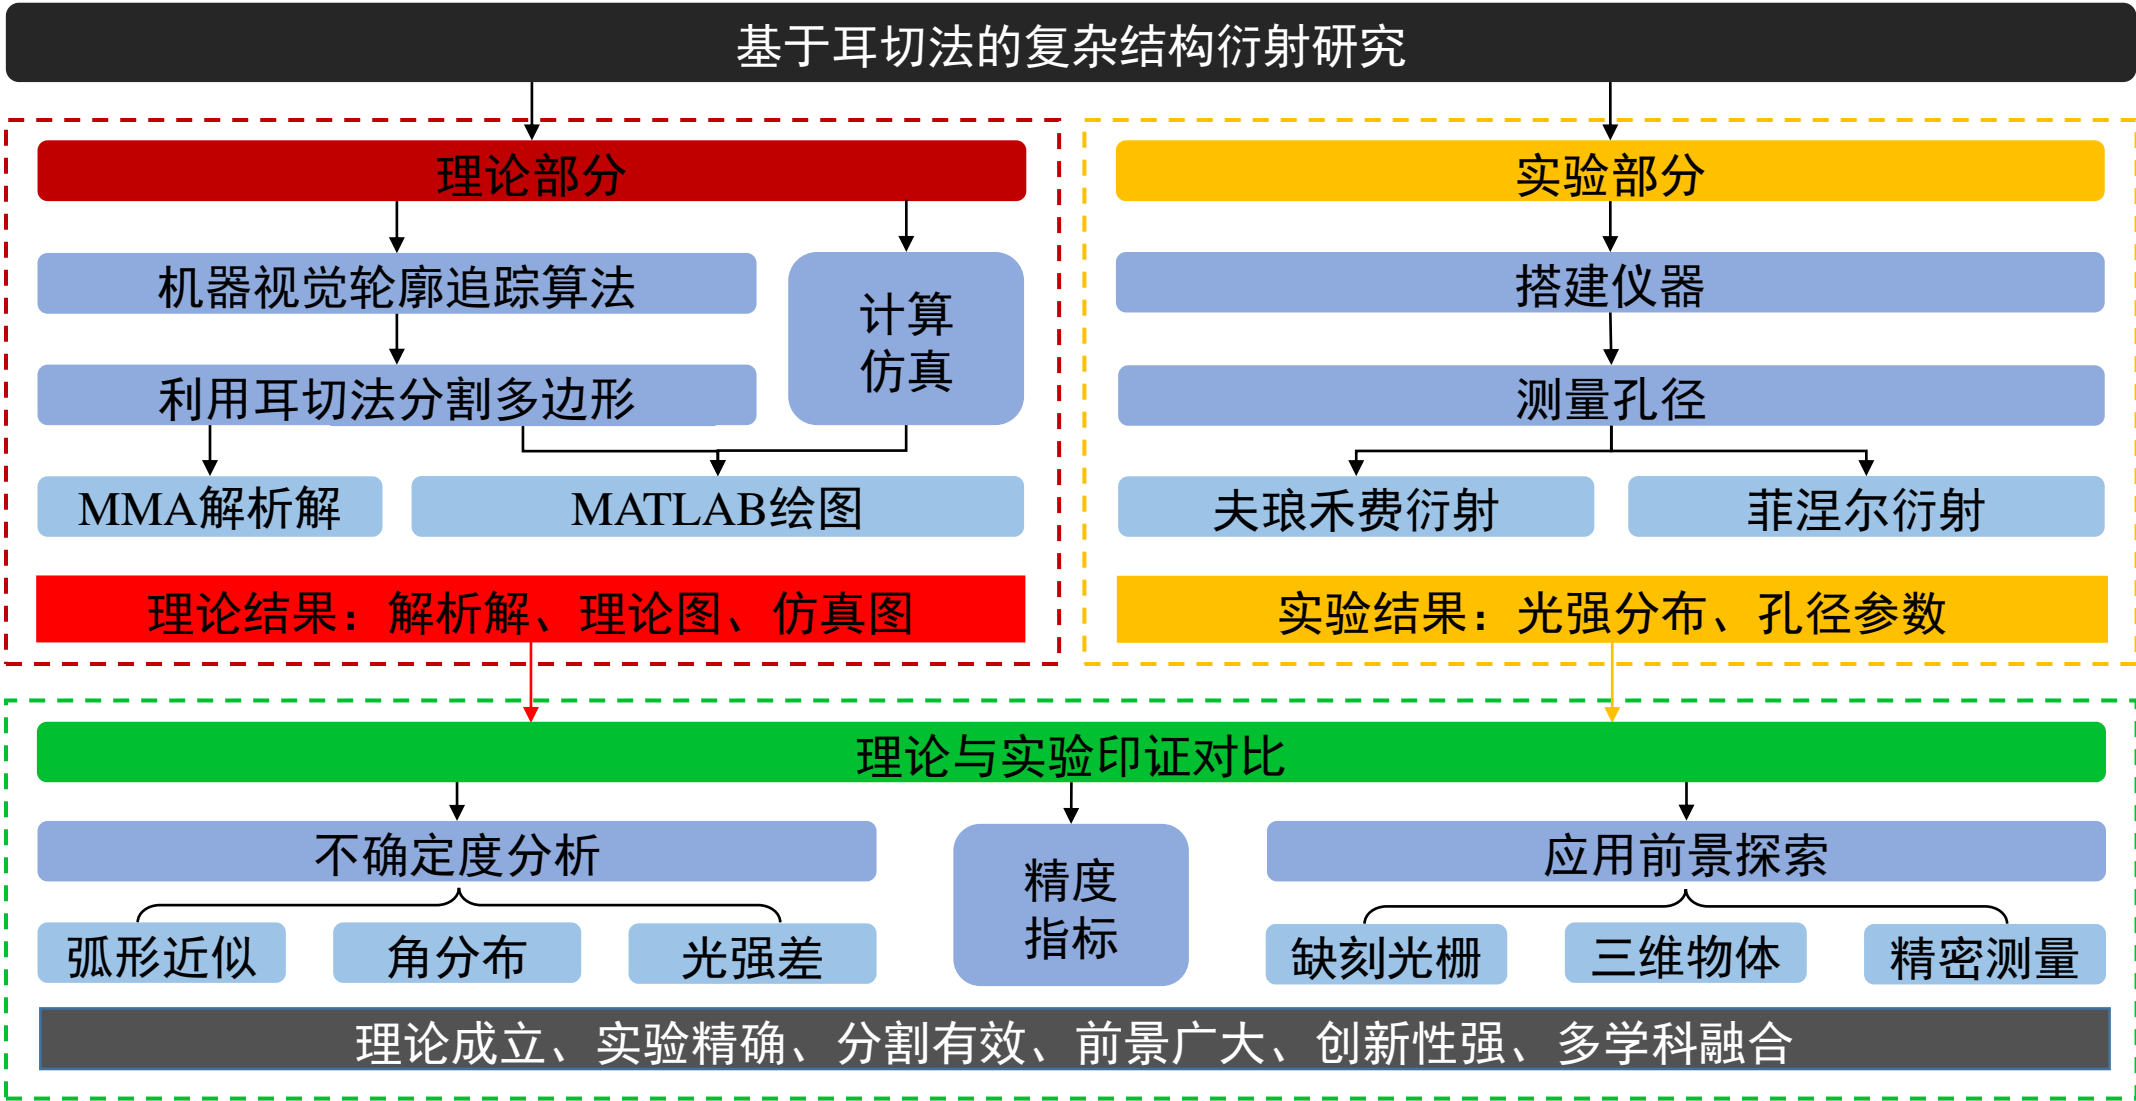 基于耳切法的复杂结构衍射研究
理论部分
机器视觉轮廓追踪算法
计算
仿真
利用耳切法分割多边形
MMA解析解
MATLAB绘图
理论结果：解析解、理论图、仿真图
实验部分
搭建仪器
测量孔径
夫琅禾费衍射
菲涅尔衍射
实验结果：光强分布、孔径参数
理论与实验印证对比
不确定度分析
弧形近似
角分布
光强差
精度
指标
应用前景探索
缺刻光栅
三维物体
精密测量
理论成立、实验精确、分割有效、前景广大、创新性强、多学科融合